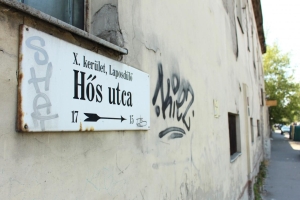 X. kerület, Laposdűlő
Hős utca
17 15